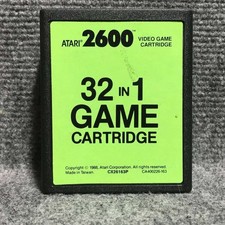 ATARI 2600 VIDEO GAME CARTRIDGE
32 IN 1
GAME
CARTRIDGE
Copyright © 1988, Atari Corporation. All rights reserved
Made in Taiwan. C026163P